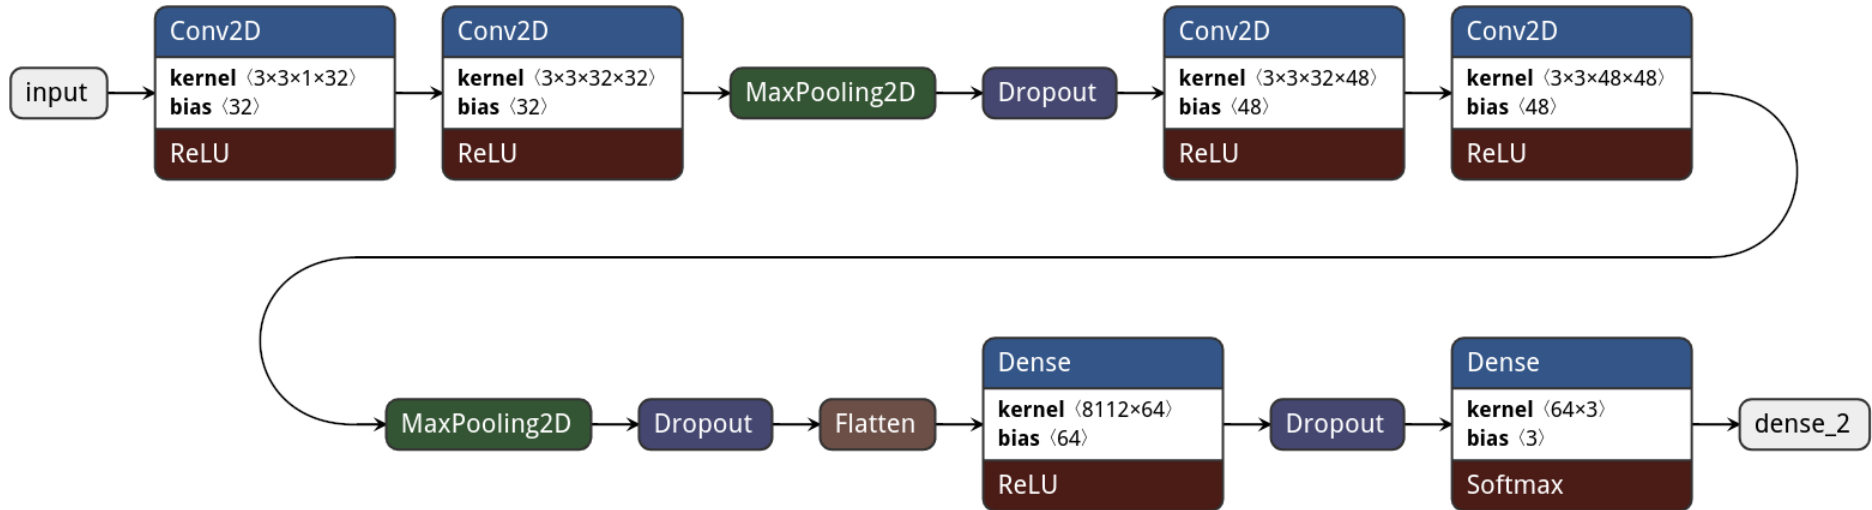 input
Conv2D
kernel 〈3×3×1×32〉
bias 〈32〉
ReLU
Conv2D
kernel 〈3×3×32×32〉
bias 〈32〉
ReLU
MaxPooling2D
Dropout
Conv2D
kernel 〈3×3×32×48〉
bias 〈48〉
ReLU
Conv2D
kernel 〈3×3×48×48〉
bias 〈48〉
ReLU
MaxPooling2D
Dropout
Flatten
Dense
kernel 〈8112×64〉
bias 〈64〉
ReLU
Dropout
Dense
kernel 〈64×3〉
bias 〈3〉
Softmax
dense_2